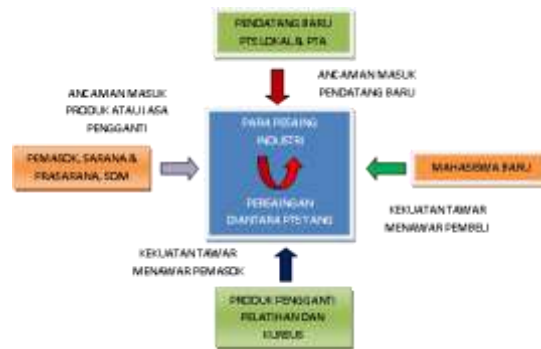 PENDATANG BARU
PTS LOKAL & PTA
ANCAMAN MASUK
PENDATANG BARU
ANCAMAN MASUK
PRODUK ATAU JASA
PENGGANTI
PARA PESAING
INDUSTRI
PEMASOK, SARANA &
PRASARANA, SDM
MAHASISWA BARU
PERSAINGAN
DIANTARA PTS YANG
KEKUATAN TAWAR
MENAWAR PEMBELI
KEKUATAN TAWAR
MENAWAR PEMASOK
PRODUK PENGGANTI
PELATIHAN DAN
KURSUS